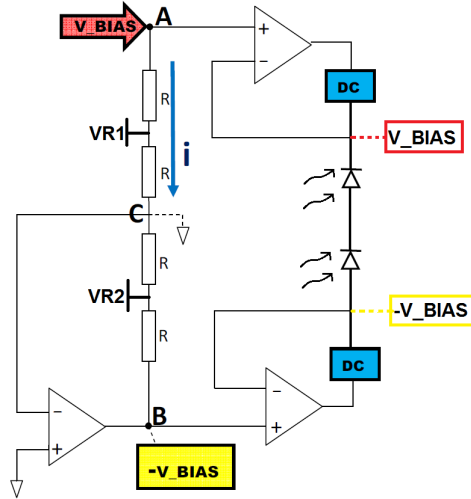 V_BIAS
A
+
−
DC
R
VR1
V_BIAS
i
R
C
R
VR2
-V_BIAS
R
DC
−
−
B
+
+
-V_BIAS